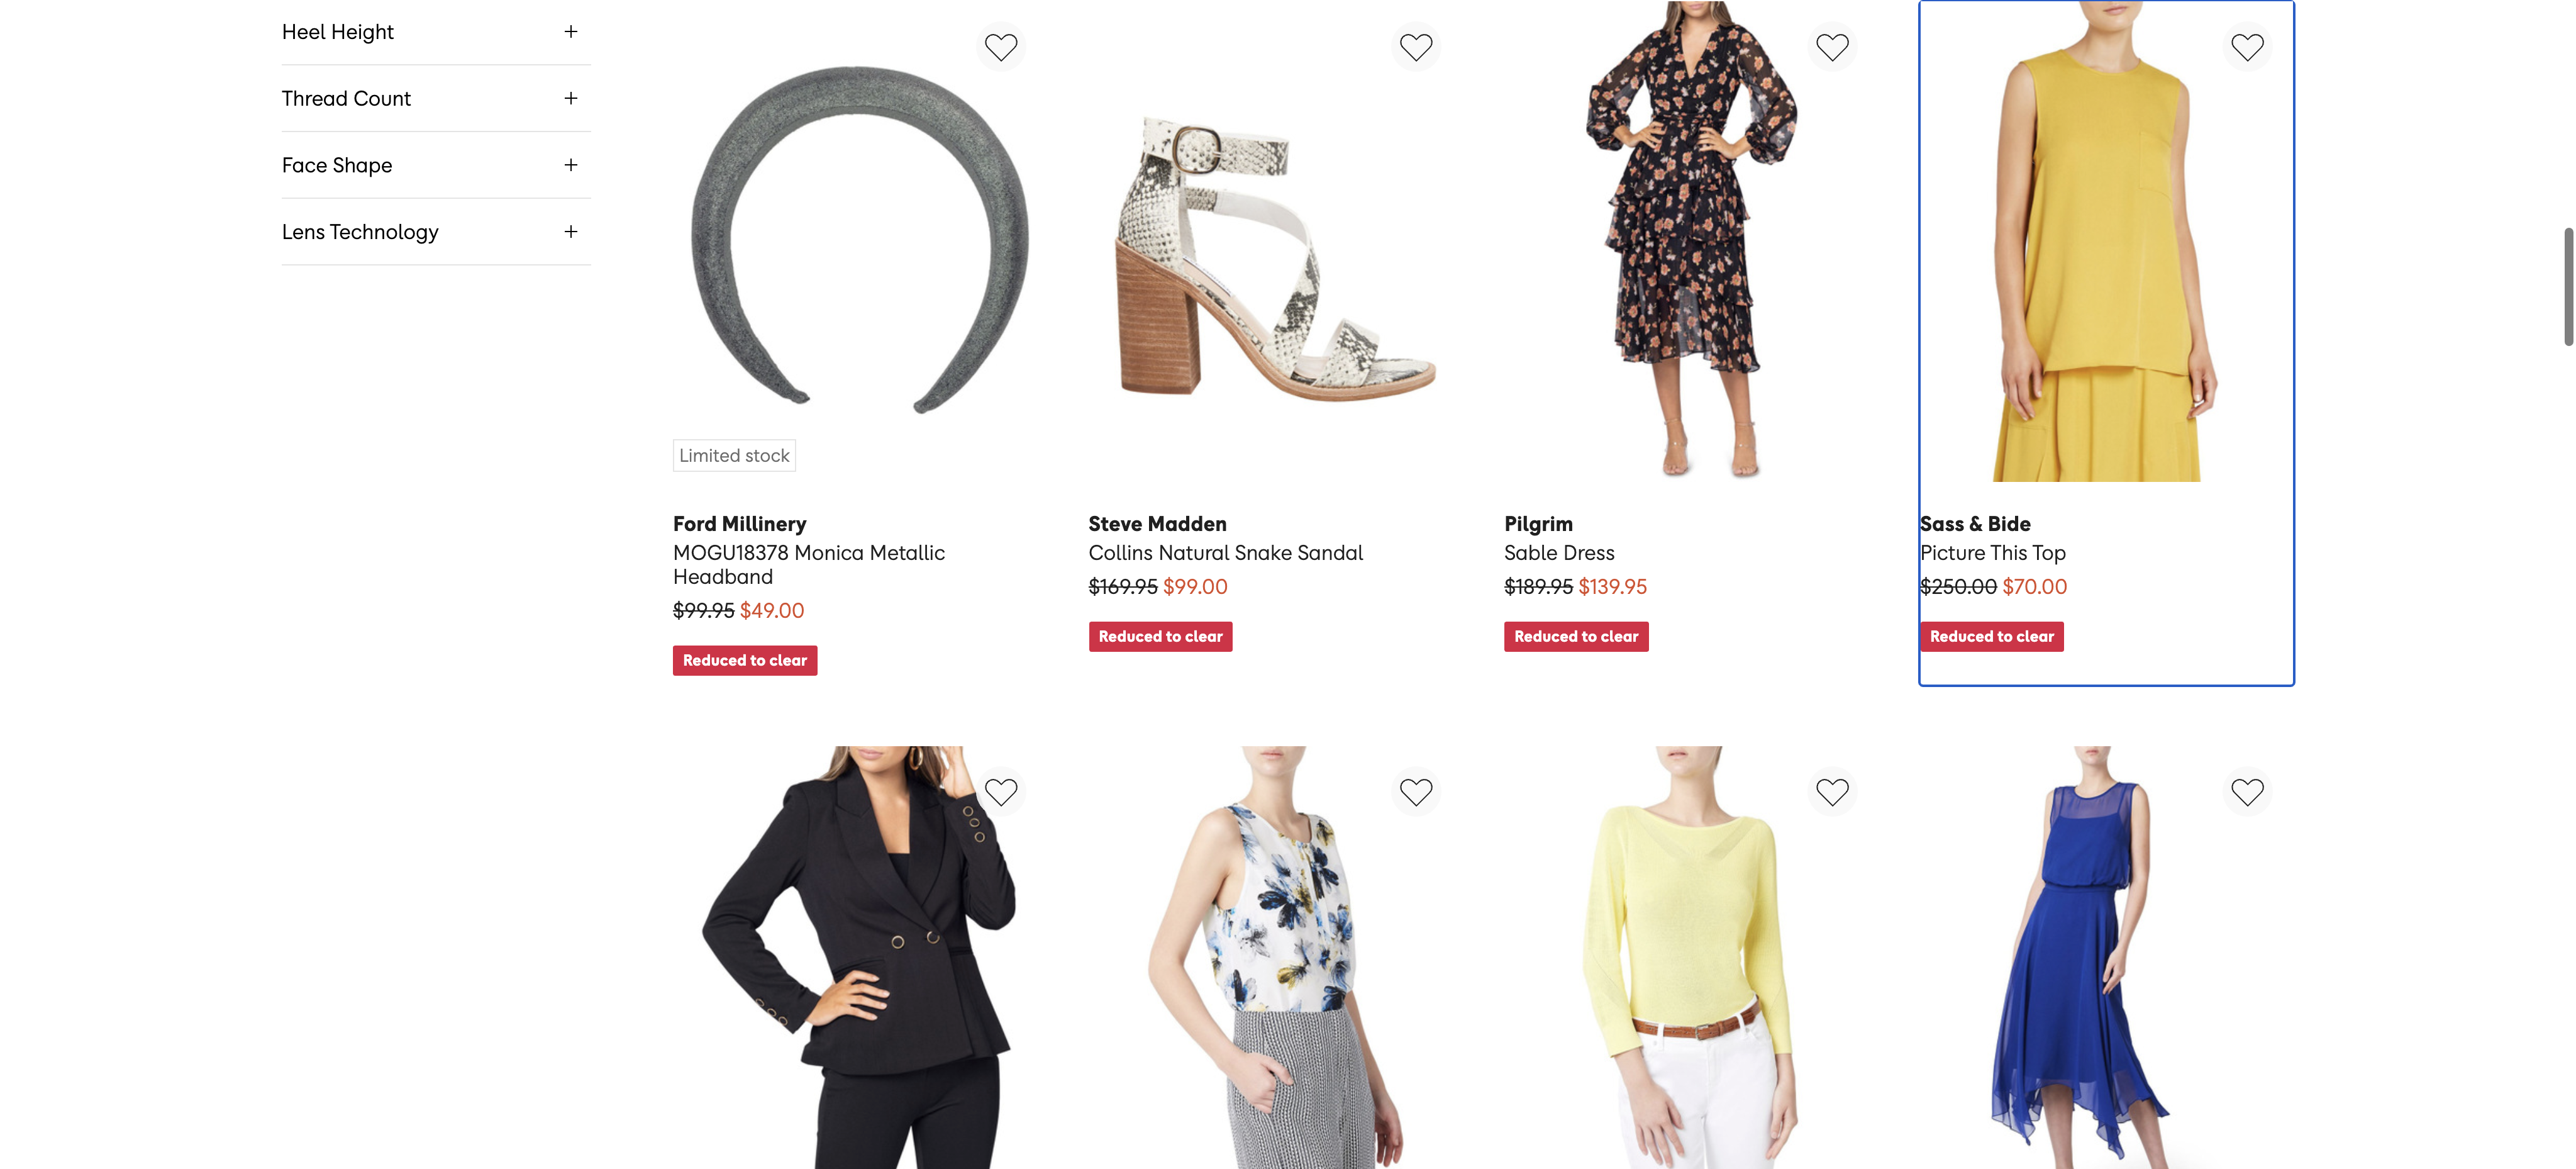 Heel Height
Thread Count
Face Shape
Lens Technology
Limited stock
Ford Millinery
MOGU18378 Monica Metallic
Headband
$99.95 $49.00
Reduced to clear
Steve Madden
Collins Natural Snake Sandal
$169.95 $99.00
Reduced to clear
Pilgrim
Sable Dress
$189.95 $139.95
Reduced to clear
Sass & Bide
Picture This Top
$250.00 $70.00
Reduced to clear